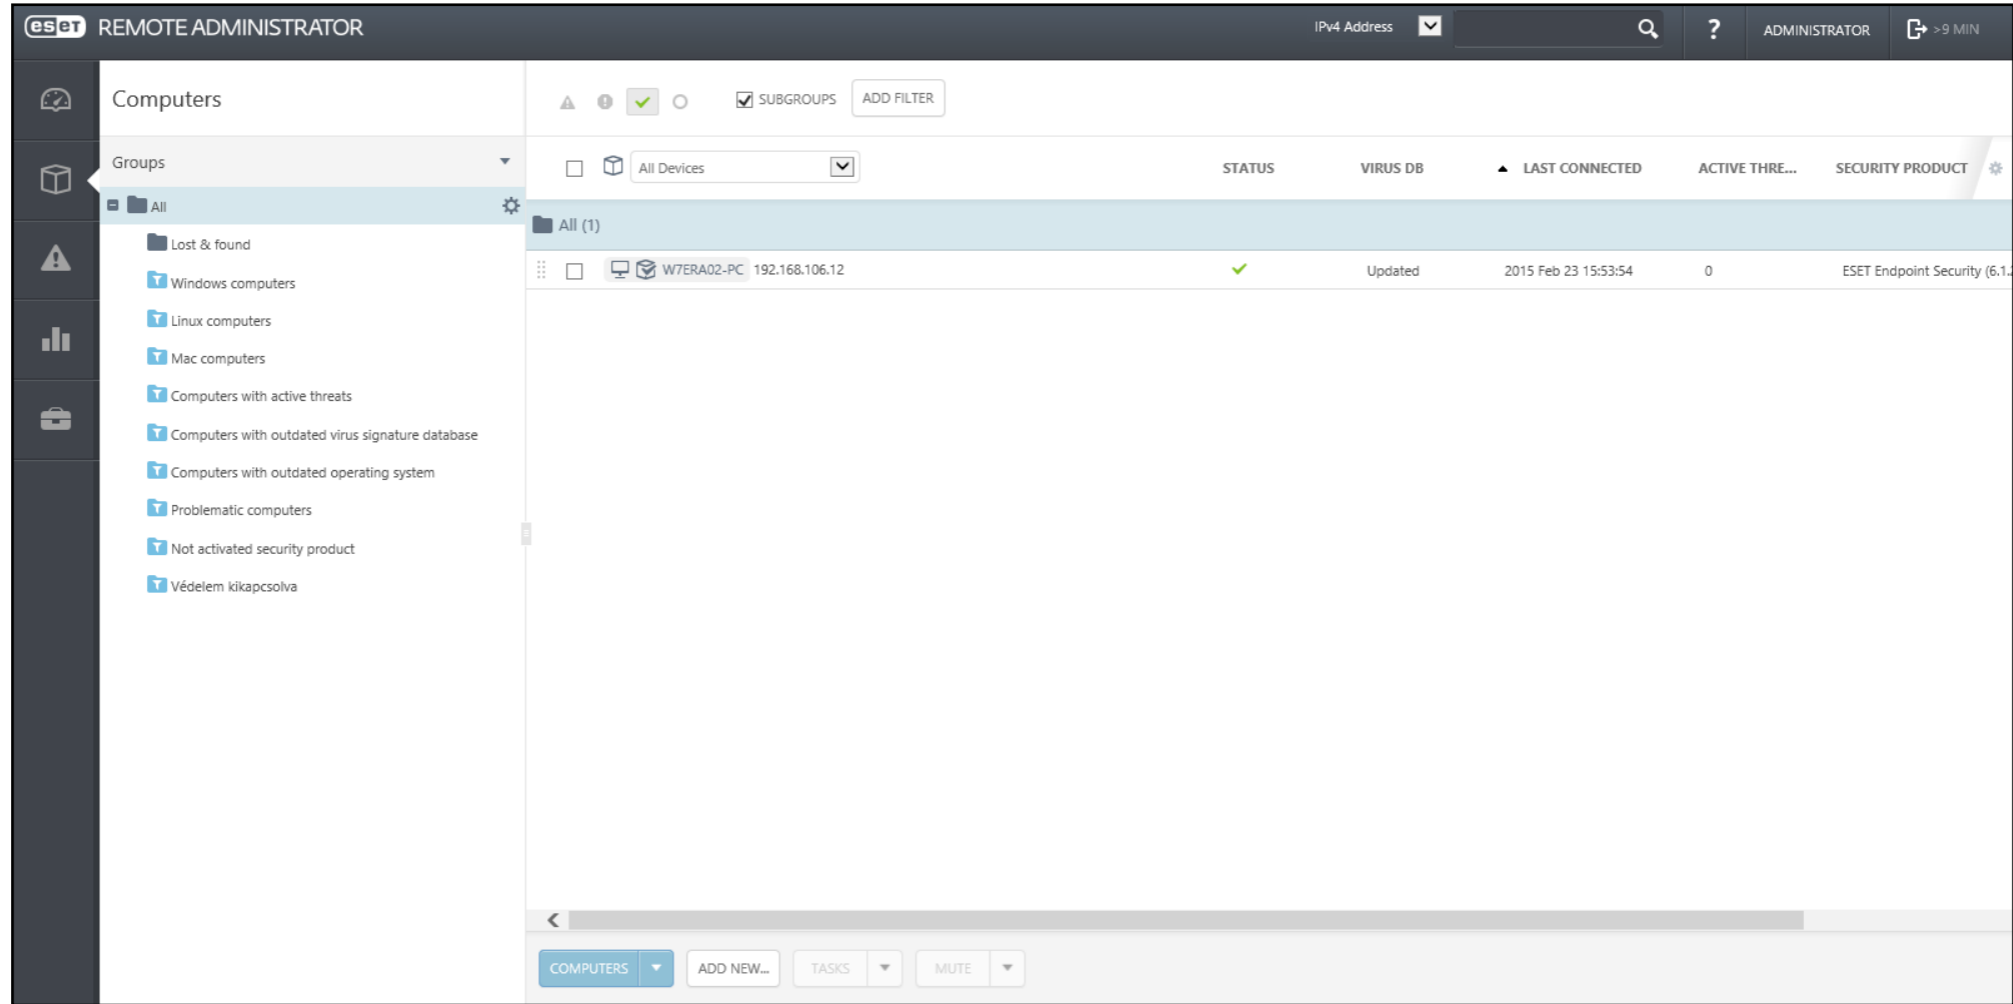 eset REMOTE ADMINISTRATOR
IPv4 Address
?
ADMINISTRATOR
>9 MIN
Computers
SUBGROUPS
ADD FILTER
Groups
All Devices
STATUS
VIRUS DB
LAST CONNECTED
ACTIVE THRE...
SECURITY PRODUCT
All
All (1)
Lost & found
W7ERA02-PC 192.168.106.12
Updated
2015 Feb 23 15:53:54
0
ESET Endpoint Security (6.1.
Windows computers
Linux computers
Mac computers
Computers with active threats
Computers with outdated virus signature database
Computers with outdated operating system
Problematic computers
Not activated security product
Védelem kikapcsolva
COMPUTERS
ADD NEW...
TASKS
MUTE